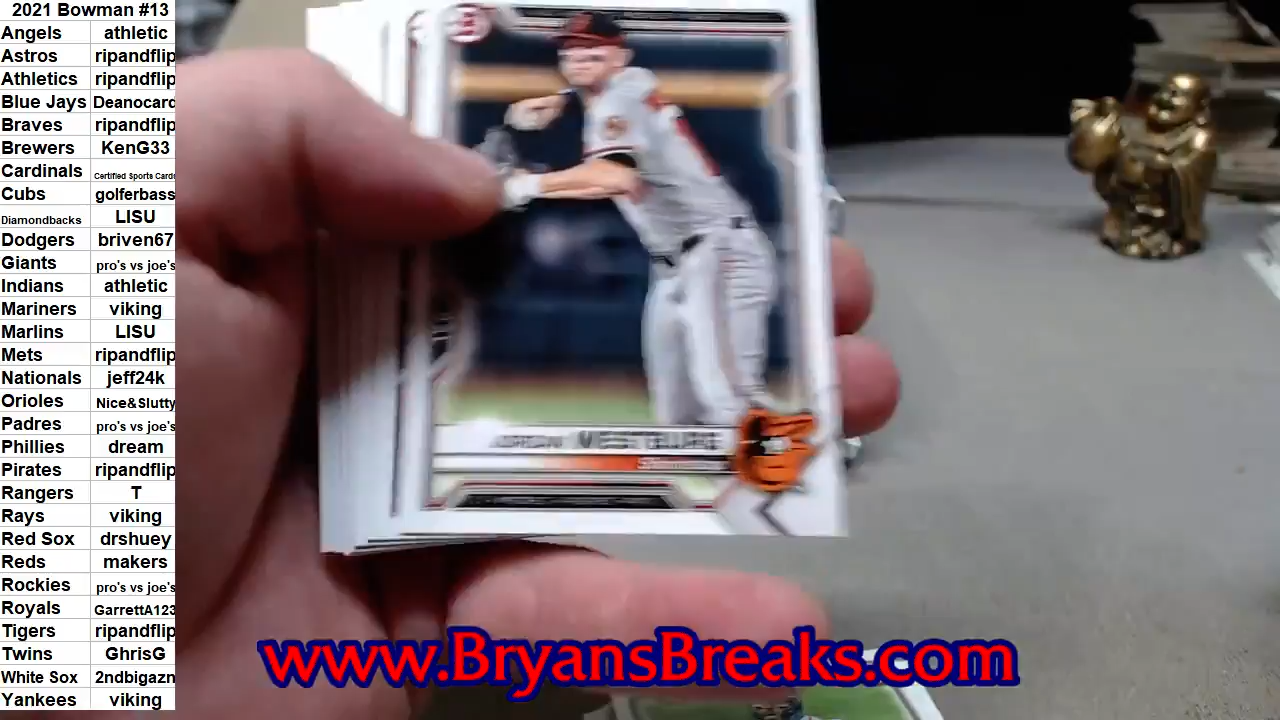 2021 Bowman #13
Angels athletic
Astros ripandflip
Athletics ripandflip
Blue Jays Deanocard
Braves ripandflip
Brewers KenG33
Cardinals Certified Sports Cards
Cubs golferbass
Diamondbacks LISU
Dodgers briven67
Giants pro's vs joe's
Indians athletic
Mariners viking
Marlins LISU
Mets ripandflip
Nationals jeff24k
Orioles Nice&Slutty
Padres pro's vs joe's
Phillies dream
Pirates ripandflip
Rangers T
Rays viking
Red Sox drshuey
Reds makers
Rockies pro's vs joe's
Royals GarrettA123
Tigers ripandflip
Twins GhrisG
White Sox 2ndbigazn
Yankees viking
www.BryansBreaks.com